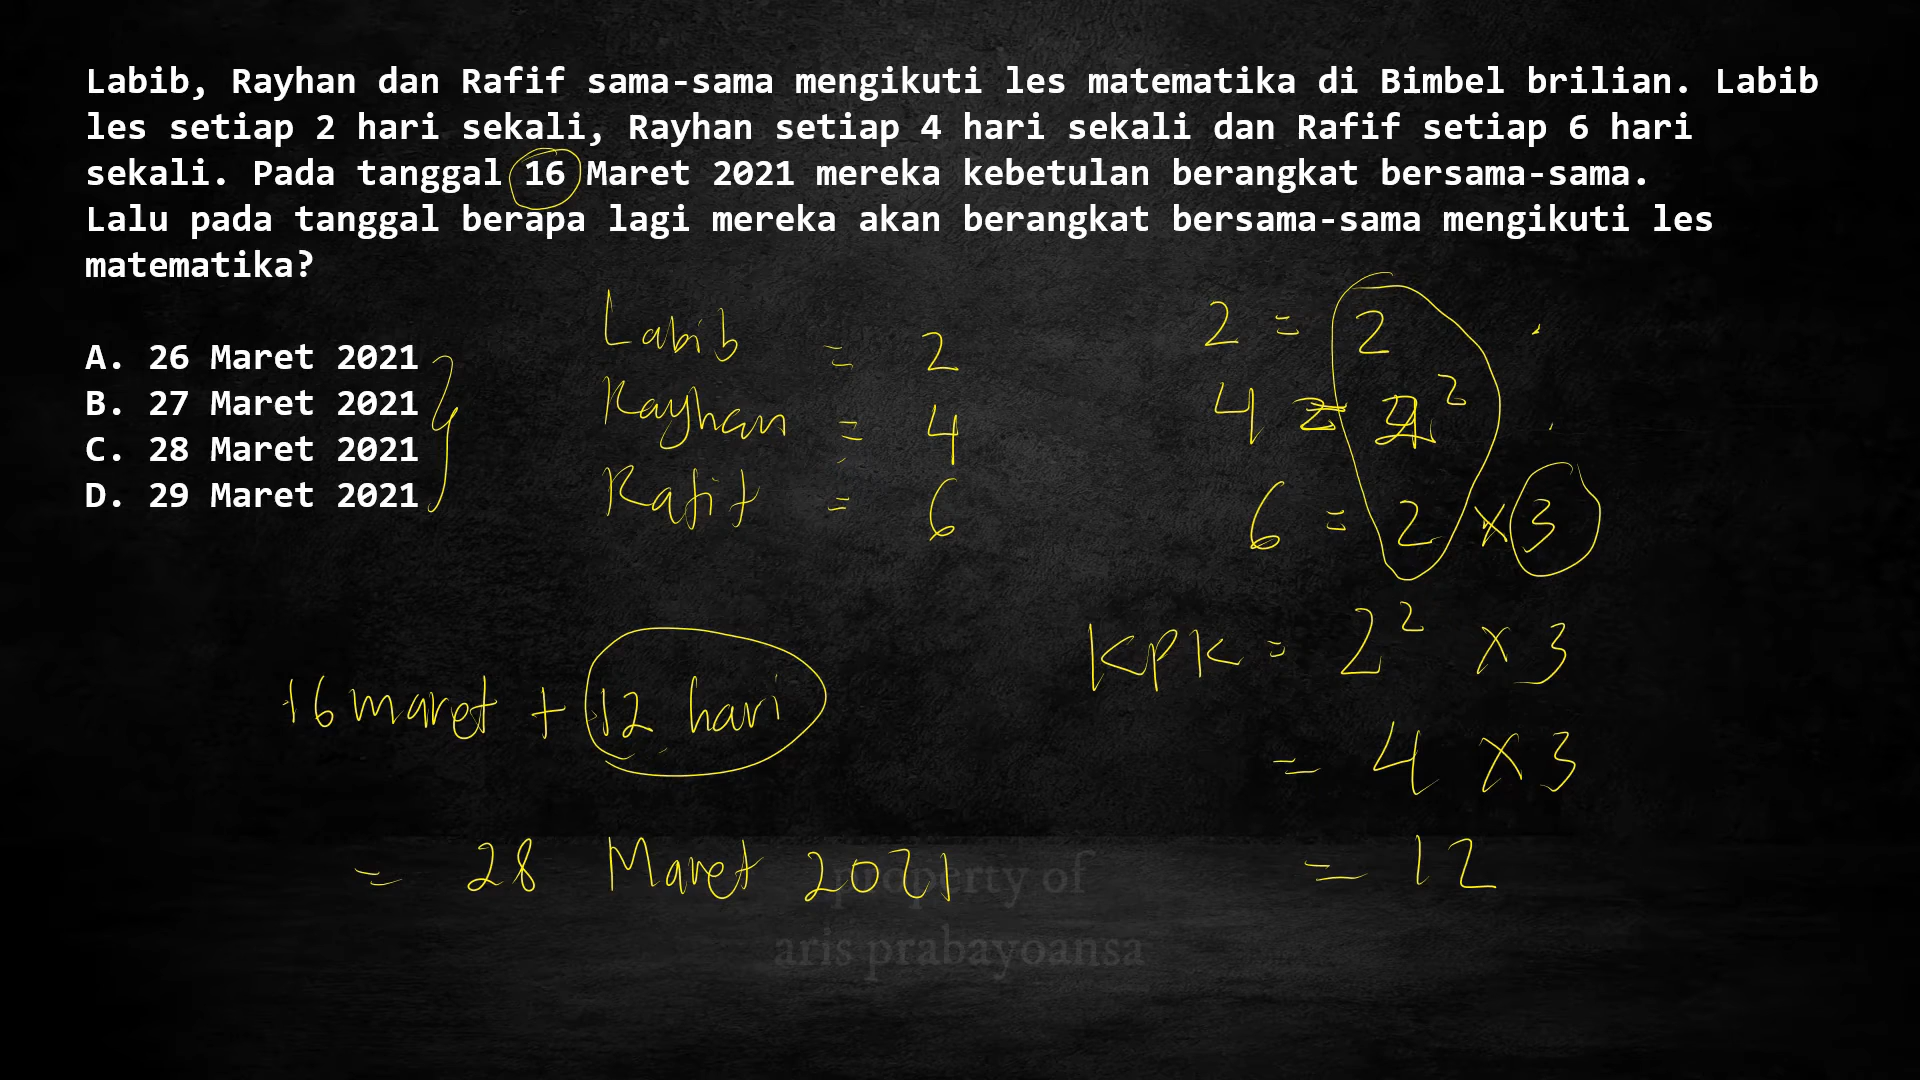 Labib, Rayhan dan Rafif sama-sama mengikuti les matematika di Bimbel brilian. Labib
les setiap 2 hari sekali, Rayhan setiap 4 hari sekali dan Rafif setiap 6 hari
sekali. Pada tanggal 16 Maret 2021 mereka kebetulan berangkat bersama-sama.
Lalu pada tanggal berapa lagi mereka akan berangkat bersama-sama mengikuti les
matematika?
A. 26 Maret 2021
B. 27 Maret 2021
C. 28 Maret 2021
D. 29 Maret 2021
Labib = 2
Rayhan = 4
Rafif = 6
2 = 2
4 = 2²
6 = 2 × 3
KPK = 2² × 3
= 4 × 3
= 12
16 maret + 12 hari
= 28 Maret 2021
property of
aris prabayoansa